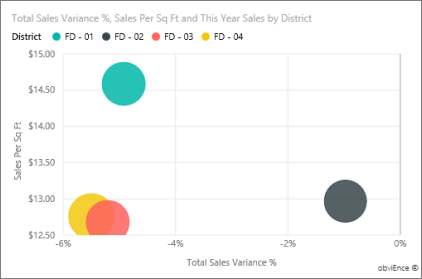 Total Sales Variance %, Sales Per Sq Ft and This Year Sales by District
District FD - 01 FD - 02 FD - 03 FD - 04
$15.00
$14.50
$14.00
$13.50
$13.00
$12.50
Sales Per Sq Ft
-6% -4% -2% 0%
Total Sales Variance %
obviEnce ©